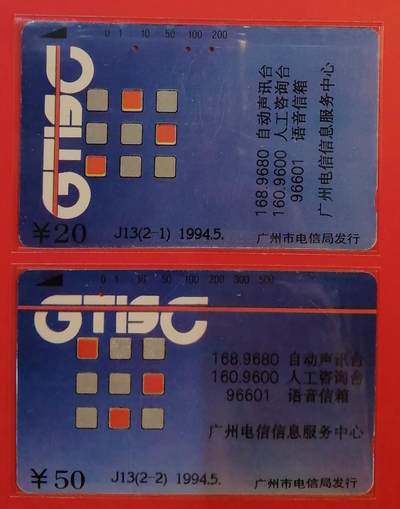 0 1 10 50 100 200
GTISC
168.9680 自动声讯台
160.9600 人工咨询台
96601 语音信箱
广州电信信息服务中心
¥20
J13(2-1) 1994.5.
广州市电信局发行
0 1 10 50 100 200 300 500
GTISC
168.9680 自动声讯台
160.9600 人工咨询台
96601 语音信箱
广州电信信息服务中心
¥50
J13(2-2) 1994.5.
广州市电信局发行